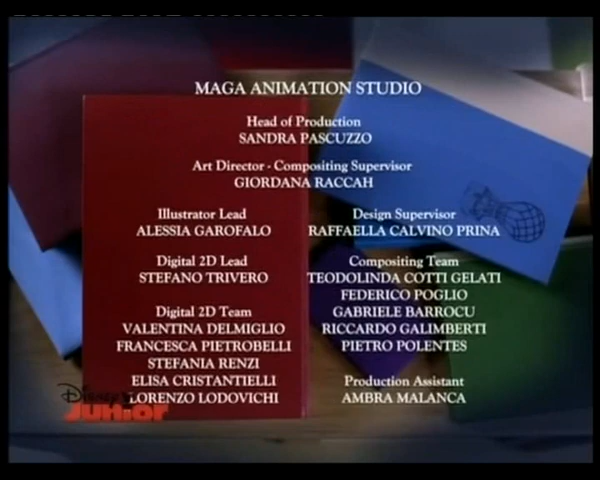 MAGA ANIMATION STUDIO
Head of Production
SANDRA PASCUZZO
Art Director - Compositing Supervisor
GIORDANA RACCAH
Illustrator Lead
ALESSIA GAROFALO
Design Supervisor
RAFFAELLA CALVINO PRINA
Digital 2D Lead
STEFANO TRIVERO
Compositing Team
TEODOLINDA COTTI GELATI
FEDERICO POGLIO
GABRIELE BARROCU
RICCARDO GALIMBERTI
PIETRO POLENTES
Digital 2D Team
VALENTINA DELMIGLIO
FRANCESCA PIETROBELLI
STEFANIA RENZI
ELISA CRISTANTIELLI
LORENZO LODOVICHI
Production Assistant
AMBRA MALANCA
Disney
Junior